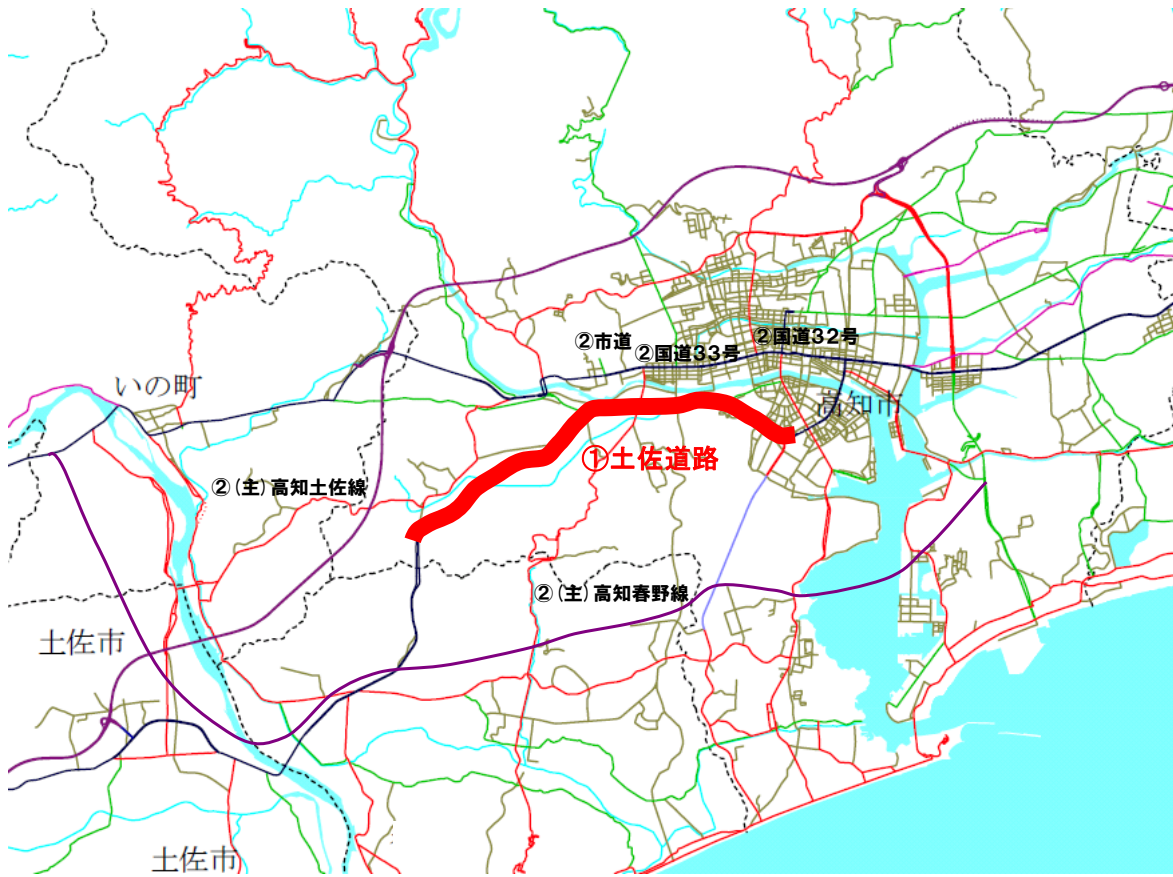 ②国道32号
②市道
②国道33号
いの町
高知市
①土佐道路
②(主)高知土佐線
②(主)高知春野線
土佐市
土佐市